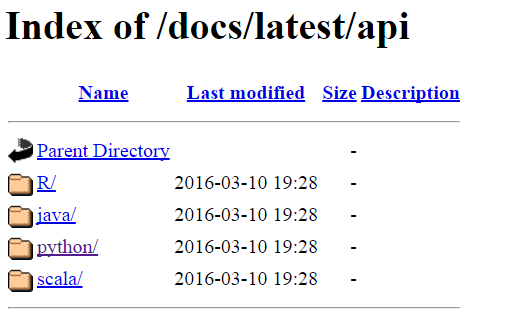 Index of /docs/latest/api
Name Last modified Size Description
Parent Directory -
R/ 2016-03-10 19:28 -
java/ 2016-03-10 19:28 -
python/ 2016-03-10 19:28 -
scala/ 2016-03-10 19:28 -